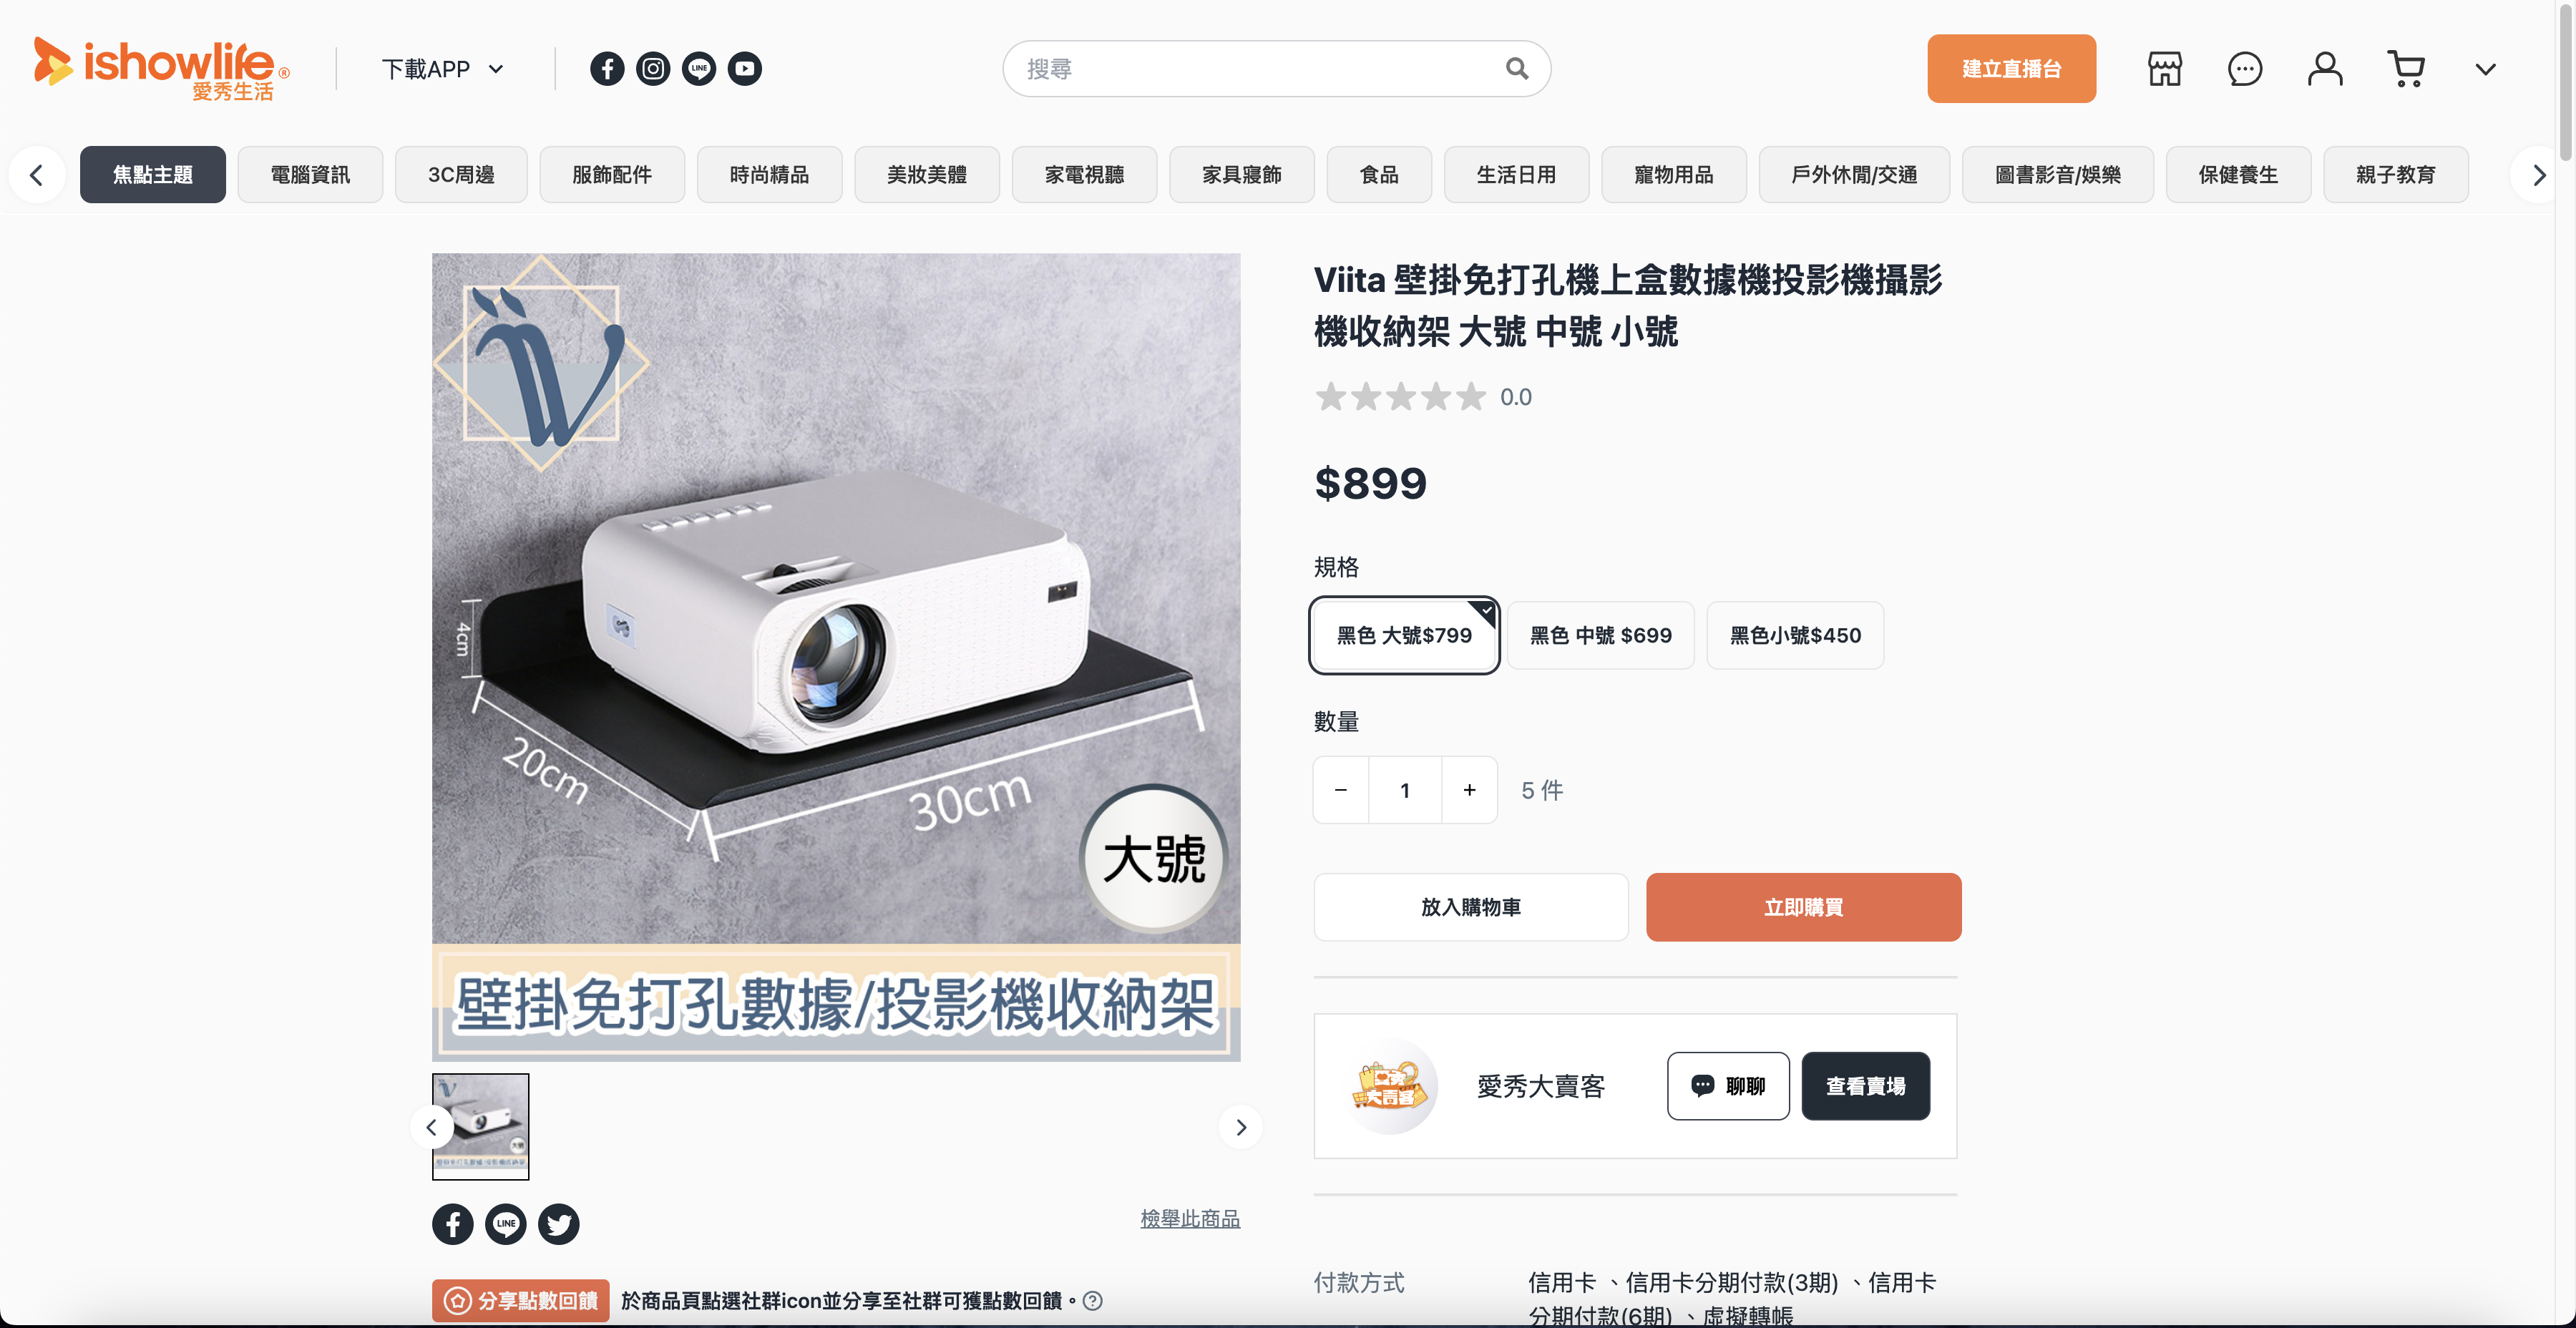 ishowlife®
愛秀生活
下載APP
LINE
搜尋
建立直播台
焦點主題
電腦資訊
3C周邊
服飾配件
時尚精品
美妝美體
家電視聽
家具寢飾
食品
生活日用
寵物用品
戶外休閒/交通
圖書影音/娛樂
保健養生
親子教育
4cm
20cm
30cm
大號
壁掛免打孔數據/投影機收納架
LINE
檢舉此商品
分享點數回饋
於商品頁點選社群icon並分享至社群可獲點數回饋。
Viita 壁掛免打孔機上盒數據機投影機攝影
機收納架 大號 中號 小號
0.0
$899
規格
黑色 大號$799
黑色 中號 $699
黑色小號$450
數量
− 1 + 5 件
放入購物車
立即購買
愛秀大賣客
聊聊
查看賣場
付款方式
信用卡 、信用卡分期付款(3期) 、信用卡
分期付款(6期) 、虛擬轉帳